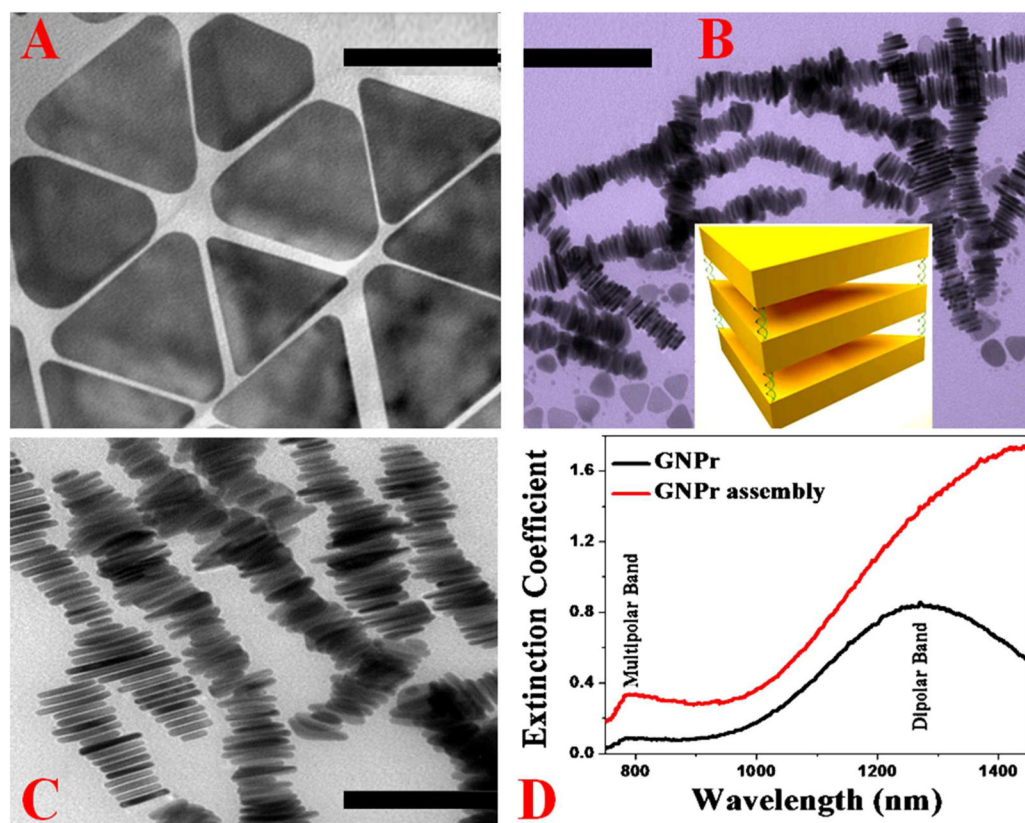 A
B
C
D
GNPr
GNPr assembly
Extinction Coefficient
1.6
1.2
0.8
0.4
0.0
Multipolar Band
Dipolar Band
800
1000
1200
1400
Wavelength (nm)